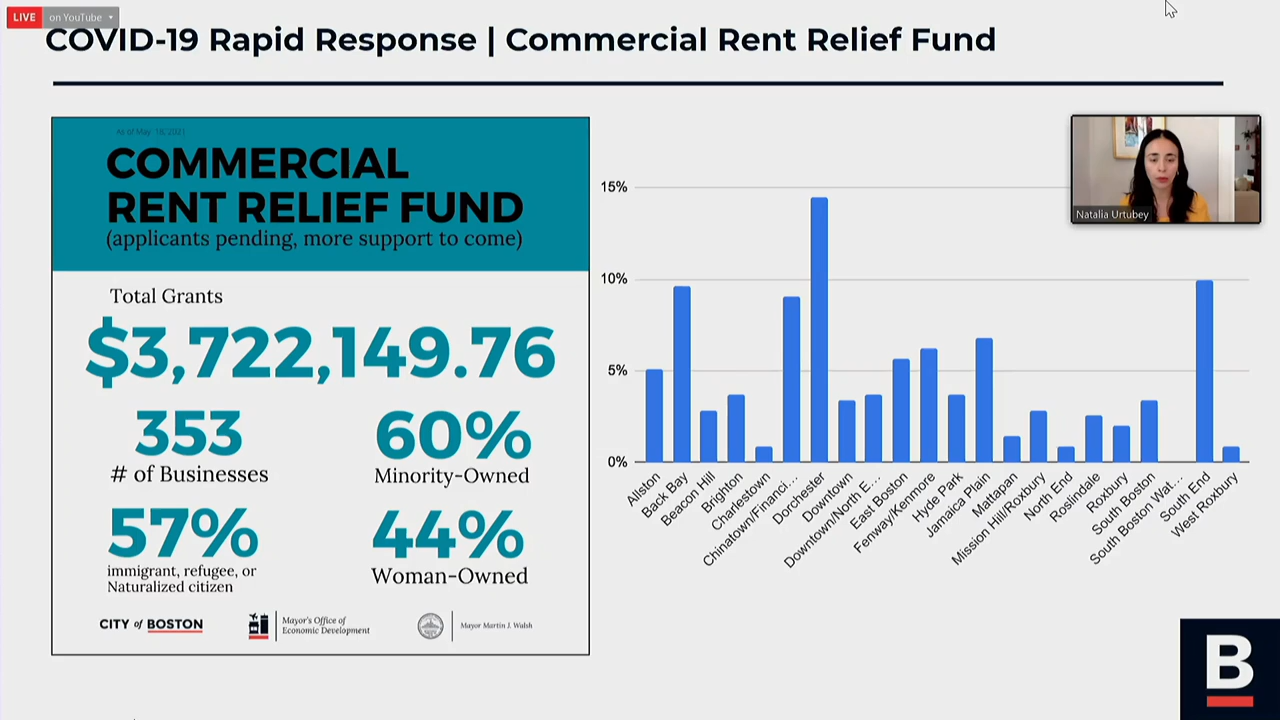 LIVE on YouTube
COVID-19 Rapid Response | Commercial Rent Relief Fund
As of May 18, 2021
COMMERCIAL
RENT RELIEF FUND
(applicants pending, more support to come)
Total Grants
$3,722,149.76
353
# of Businesses
60%
Minority-Owned
57%
immigrant, refugee, or
Naturalized citizen
44%
Woman-Owned
CITY of BOSTON
Mayor's Office of
Economic Development
Mayor Martin J. Walsh
15%
10%
5%
0%
Allston
Back Bay
Beacon Hill
Brighton
Charlestown
Chinatown/Financi...
Dorchester
Downtown
Downtown/North E...
East Boston
Fenway/Kenmore
Hyde Park
Jamaica Plain
Mattapan
Mission Hill/Roxbury
North End
Roslindale
Roxbury
South Boston
South Boston Wat...
South End
West Roxbury
Natalia Urtubey
B